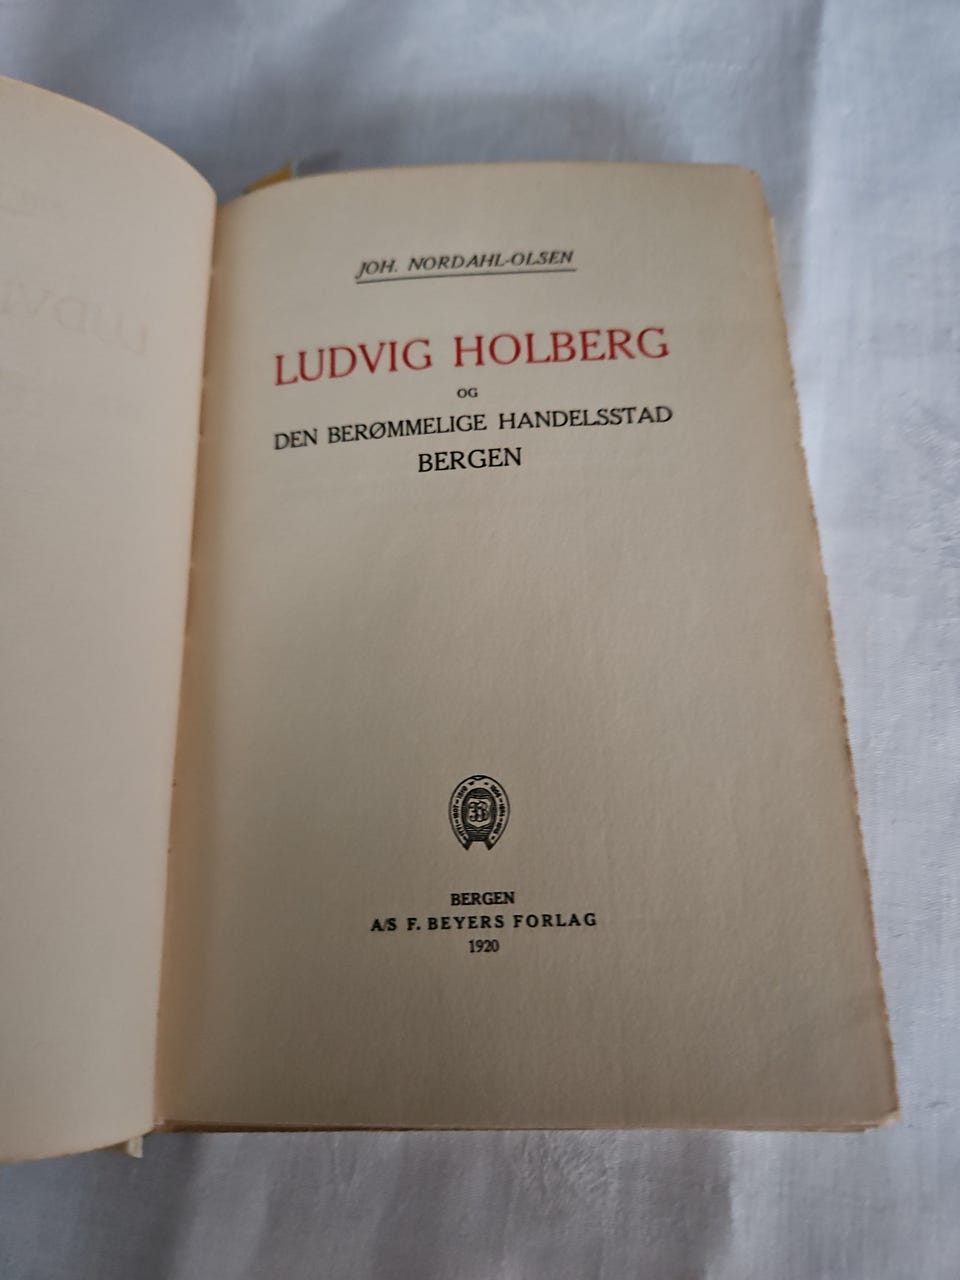 JOH. NORDAHL-OLSEN
LUDVIG HOLBERG
OG
DEN BERØMMELIGE HANDELSSTAD
BERGEN
BERGEN
A/S F. BEYERS FORLAG
1920